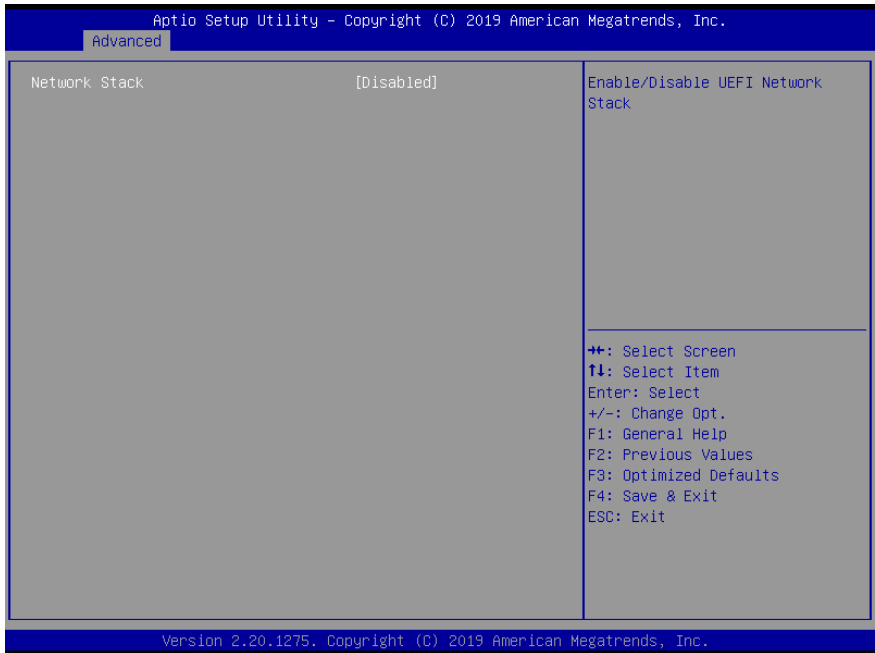 Aptio Setup Utility – Copyright (C) 2019 American Megatrends, Inc.
Advanced
Network Stack [Disabled]
Enable/Disable UEFI Network
Stack
→←: Select Screen
↑↓: Select Item
Enter: Select
+/-: Change Opt.
F1: General Help
F2: Previous Values
F3: Optimized Defaults
F4: Save & Exit
ESC: Exit
Version 2.20.1275. Copyright (C) 2019 American Megatrends, Inc.